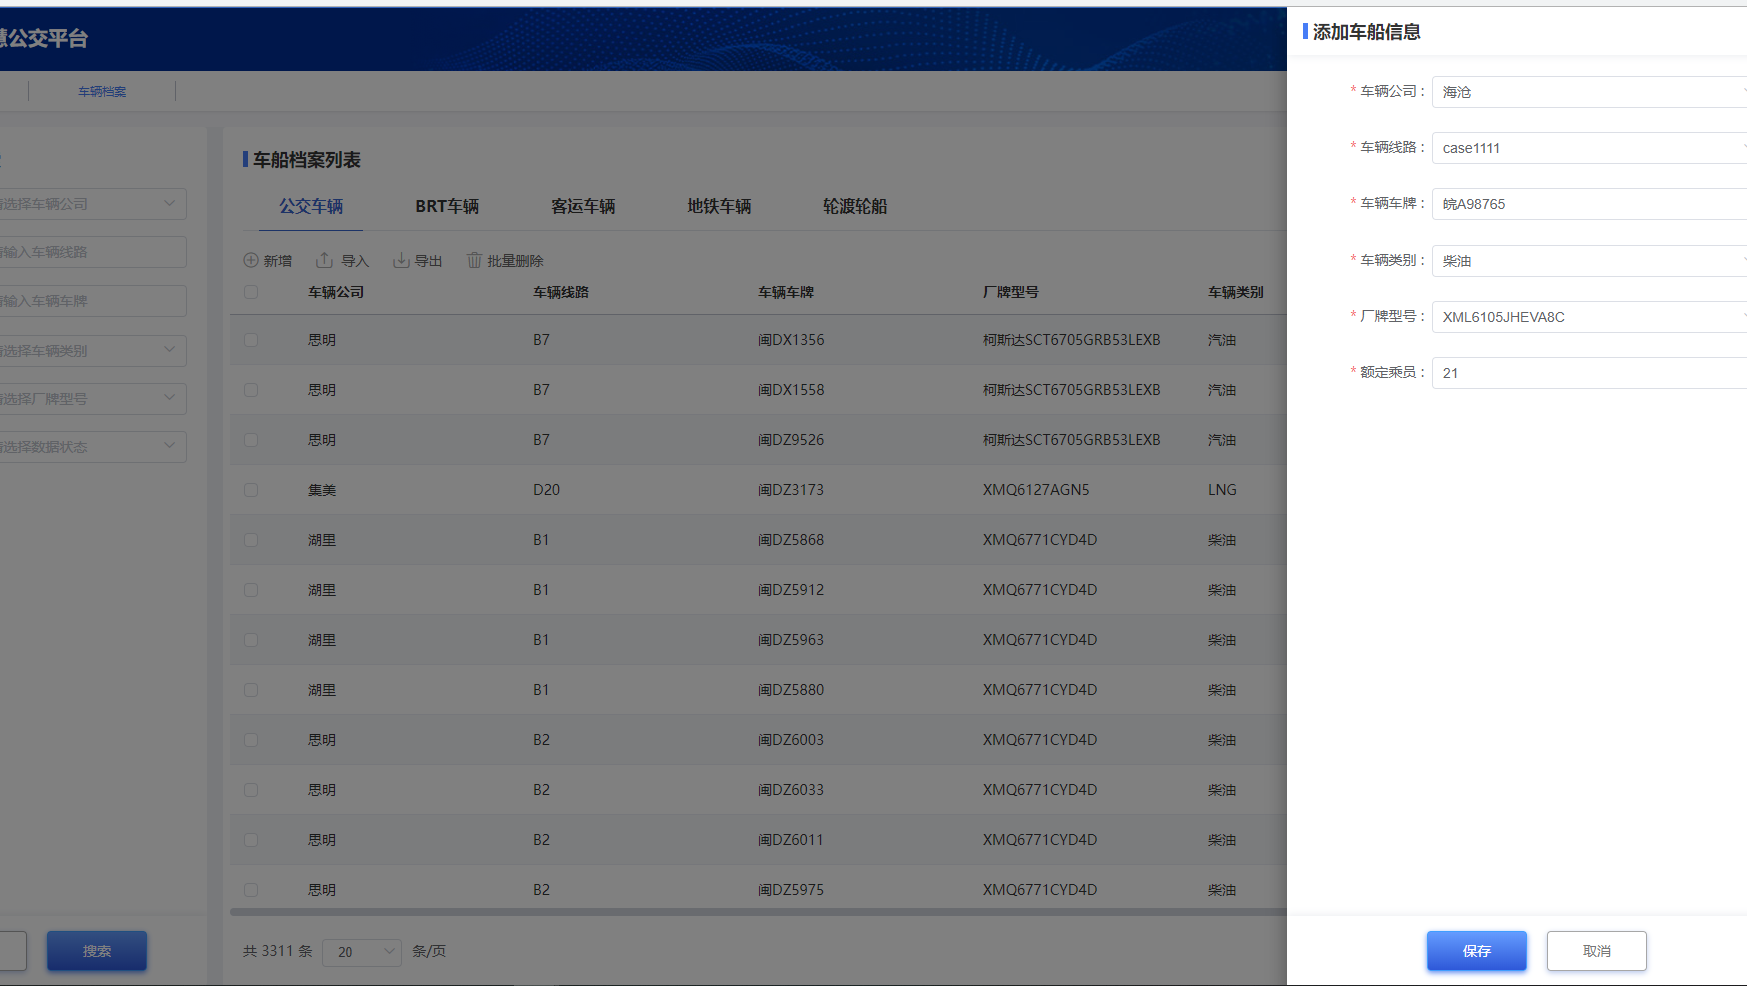 慧公交平台
车辆档案
请选择车辆公司
请输入车辆线路
请输入车辆车牌
请选择车辆类别
请选择厂牌型号
请选择数据状态
搜索
车船档案列表
公交车辆 BRT车辆 客运车辆 地铁车辆 轮渡轮船
新增 导入 导出 批量删除
车辆公司 车辆线路 车辆车牌 厂牌型号 车辆类别
思明 B7 闽DX1356 柯斯达SCT6705GRB53LEXB 汽油
思明 B7 闽DX1558 柯斯达SCT6705GRB53LEXB 汽油
思明 B7 闽DZ9526 柯斯达SCT6705GRB53LEXB 汽油
集美 D20 闽DZ3173 XMQ6127AGN5 LNG
湖里 B1 闽DZ5868 XMQ6771CYD4D 柴油
湖里 B1 闽DZ5912 XMQ6771CYD4D 柴油
湖里 B1 闽DZ5963 XMQ6771CYD4D 柴油
湖里 B1 闽DZ5880 XMQ6771CYD4D 柴油
思明 B2 闽DZ6003 XMQ6771CYD4D 柴油
思明 B2 闽DZ6033 XMQ6771CYD4D 柴油
思明 B2 闽DZ6011 XMQ6771CYD4D 柴油
思明 B2 闽DZ5975 XMQ6771CYD4D 柴油
共 3311 条 20 条/页
添加车船信息
* 车辆公司： 海沧
* 车辆线路： case1111
* 车辆车牌： 皖A98765
* 车辆类别： 柴油
* 厂牌型号： XML6105JHEVA8C
* 额定乘员： 21
保存 取消